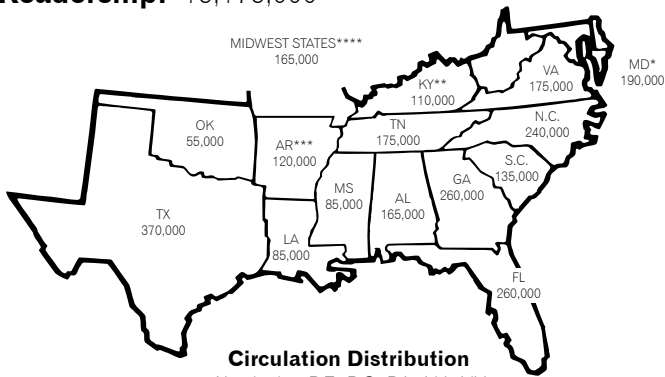 MIDWEST STATES****
165,000
MD*
190,000
VA
175,000
KY**
110,000
N.C.
240,000
TN
175,000
OK
55,000
AR***
120,000
S.C.
135,000
MS
85,000
AL
165,000
GA
260,000
TX
370,000
LA
85,000
FL
260,000
Circulation Distribution